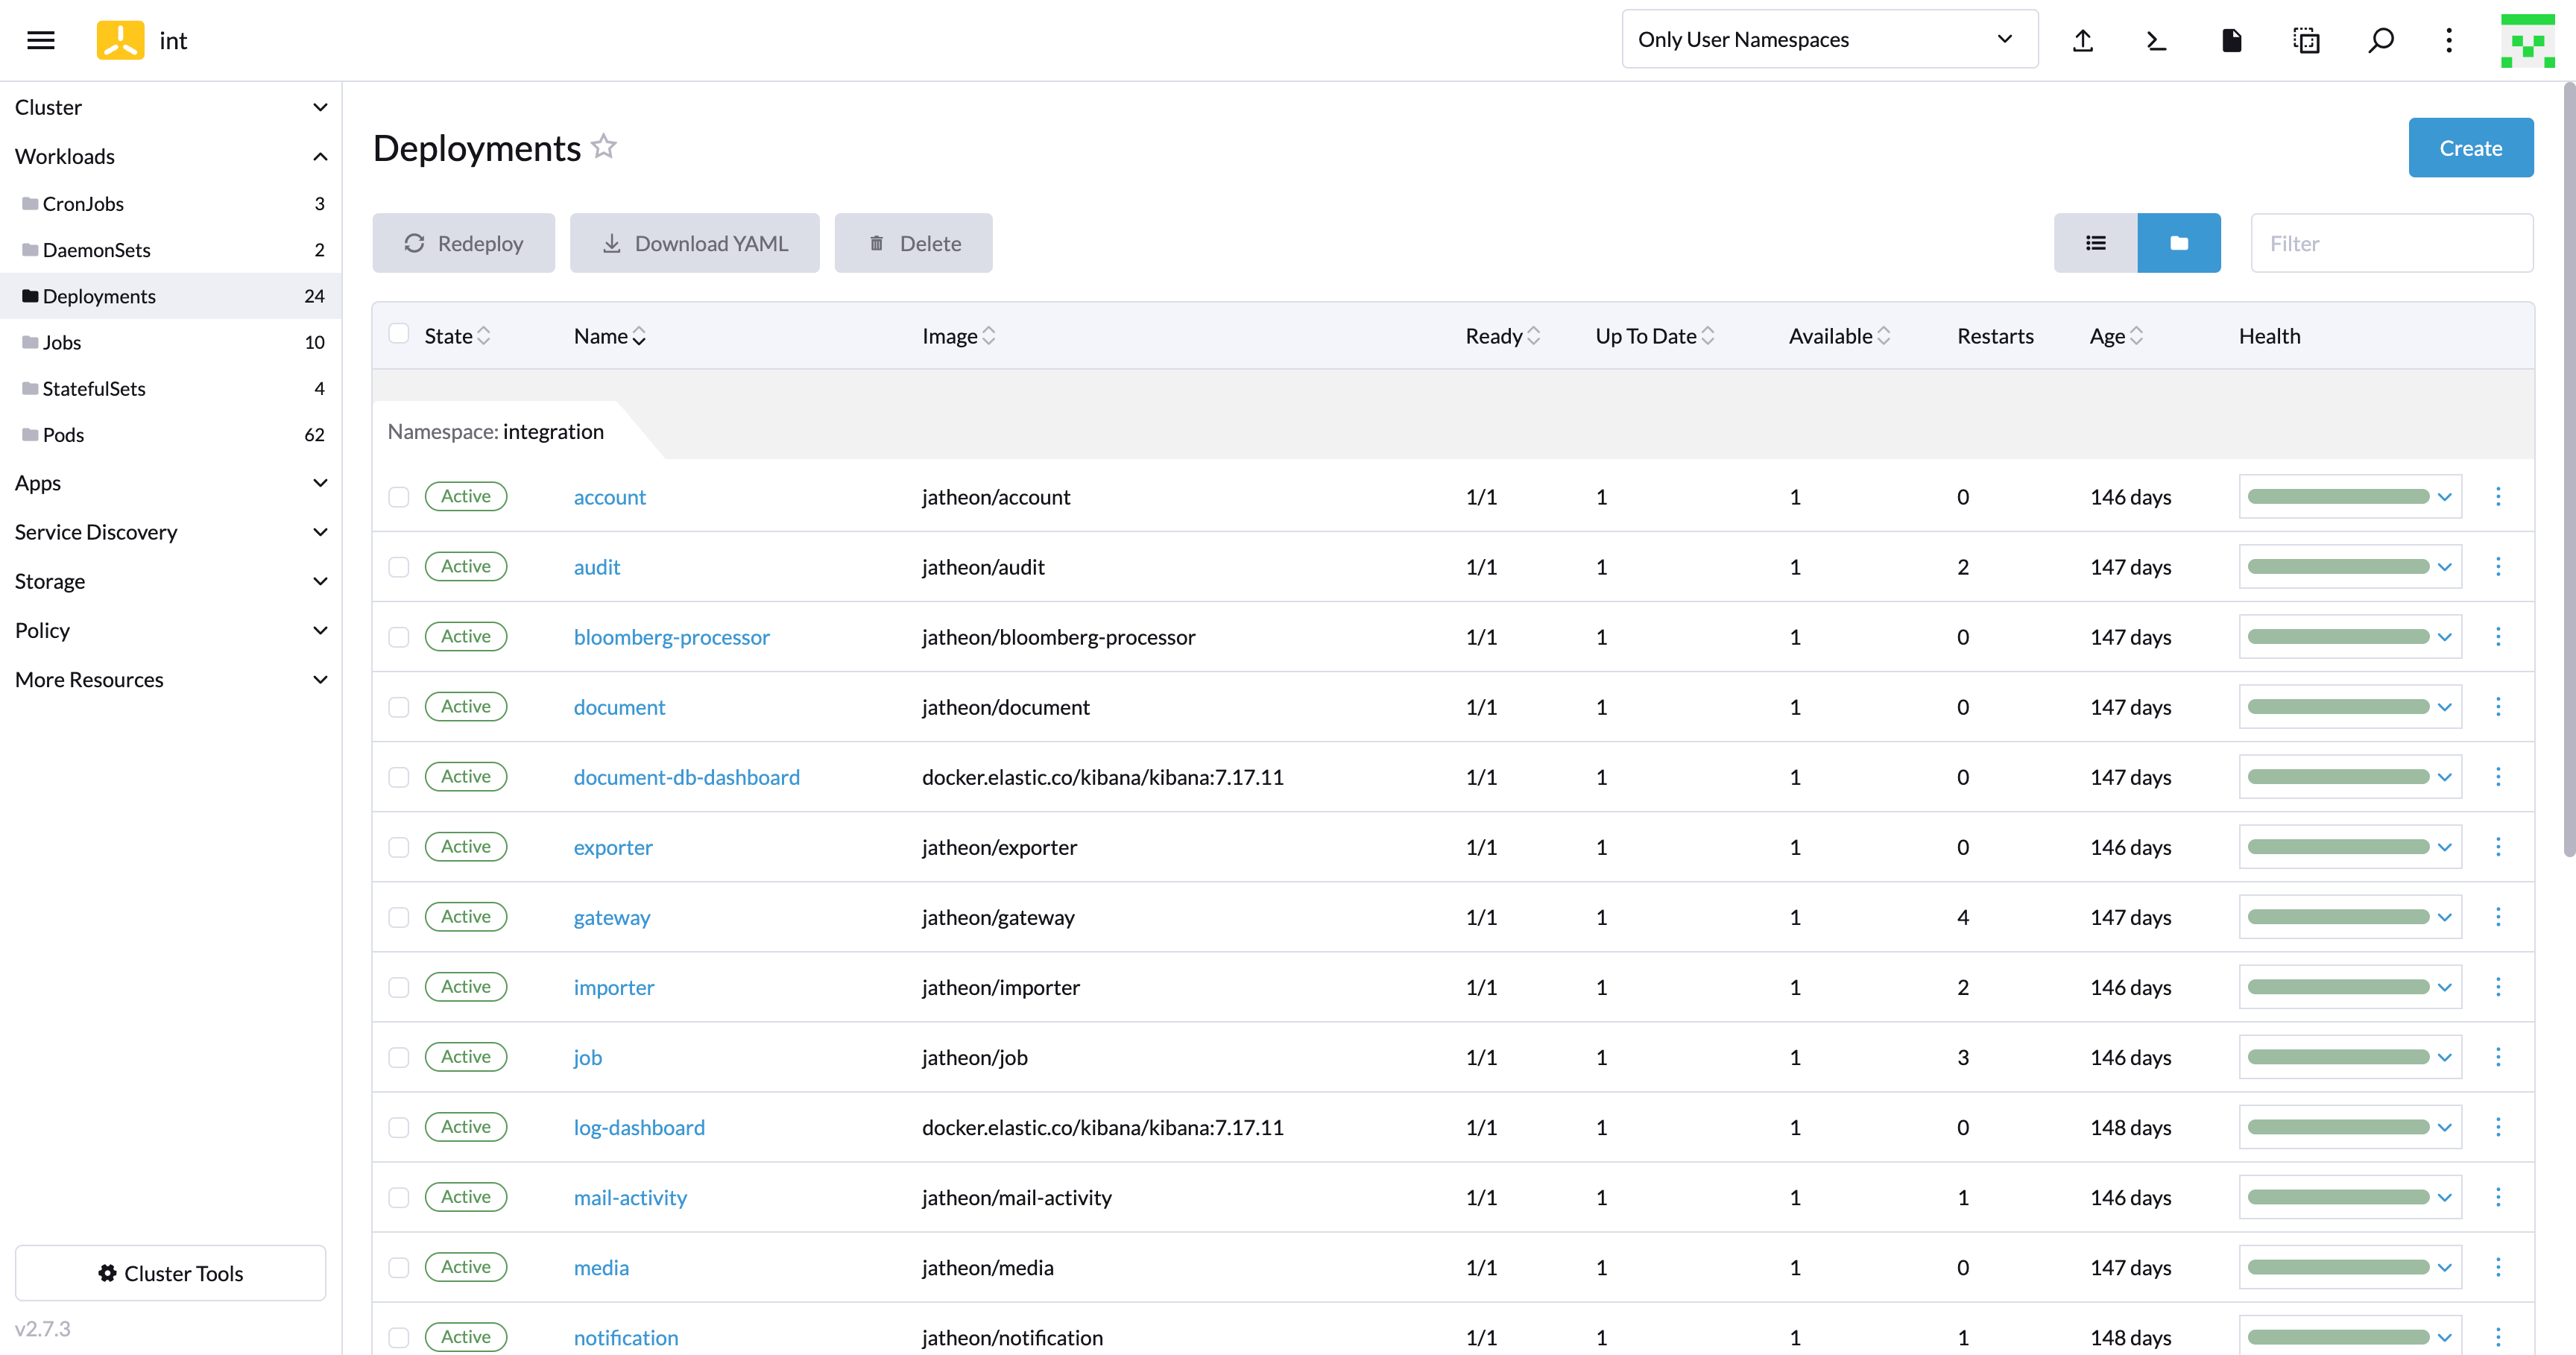 int
Only User Namespaces
Cluster
Workloads
CronJobs 3
DaemonSets 2
Deployments 24
Jobs 10
StatefulSets 4
Pods 62
Apps
Service Discovery
Storage
Policy
More Resources
Cluster Tools
v2.7.3
Deployments
Create
Redeploy Download YAML Delete
Filter
State Name Image Ready Up To Date Available Restarts Age Health
Namespace: integration
Active account jatheon/account 1/1 1 1 0 146 days
Active audit jatheon/audit 1/1 1 1 2 147 days
Active bloomberg-processor jatheon/bloomberg-processor 1/1 1 1 0 147 days
Active document jatheon/document 1/1 1 1 0 147 days
Active document-db-dashboard docker.elastic.co/kibana/kibana:7.17.11 1/1 1 1 0 147 days
Active exporter jatheon/exporter 1/1 1 1 0 146 days
Active gateway jatheon/gateway 1/1 1 1 4 147 days
Active importer jatheon/importer 1/1 1 1 2 146 days
Active job jatheon/job 1/1 1 1 3 146 days
Active log-dashboard docker.elastic.co/kibana/kibana:7.17.11 1/1 1 1 0 148 days
Active mail-activity jatheon/mail-activity 1/1 1 1 1 146 days
Active media jatheon/media 1/1 1 1 0 147 days
Active notification jatheon/notification 1/1 1 1 1 148 days